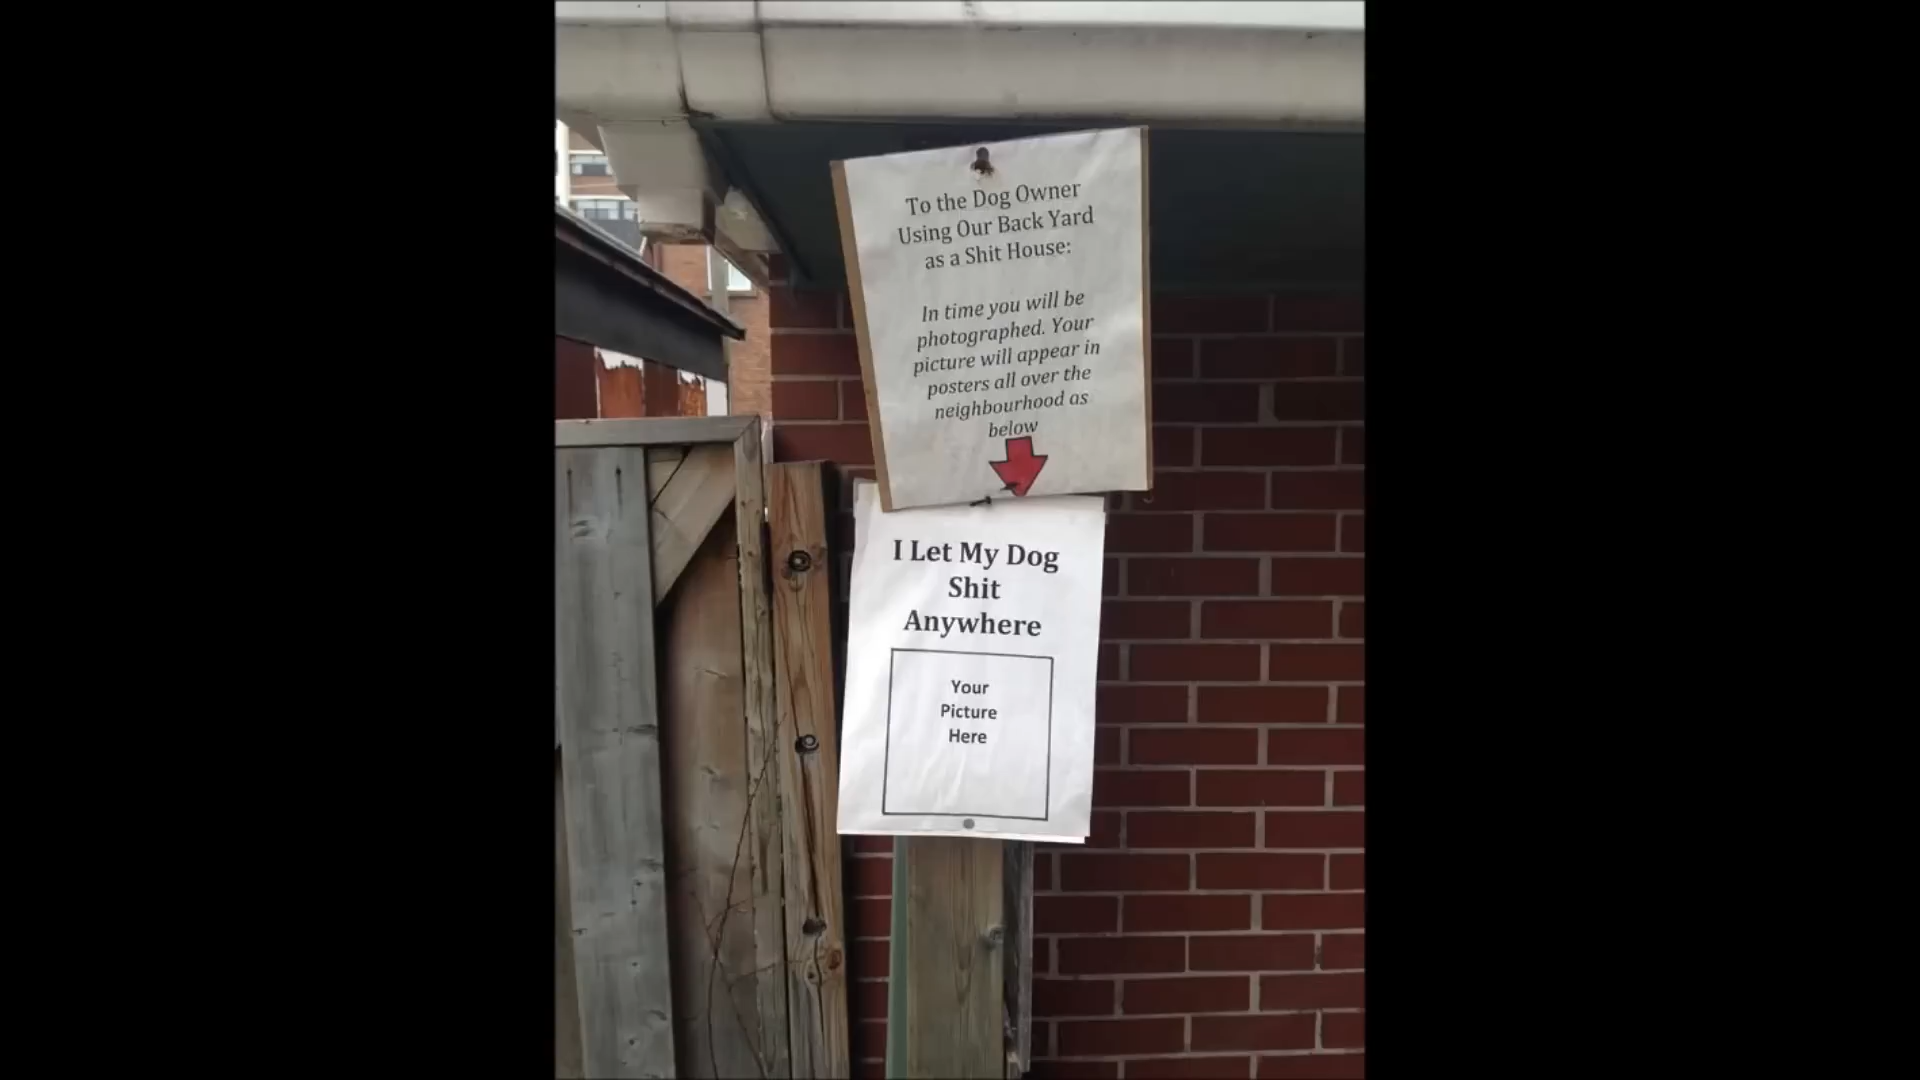 To the Dog Owner
Using Our Back Yard
as a Shit House:
In time you will be
photographed. Your
picture will appear in
posters all over the
neighbourhood as
below
I Let My Dog
Shit
Anywhere
Your
Picture
Here